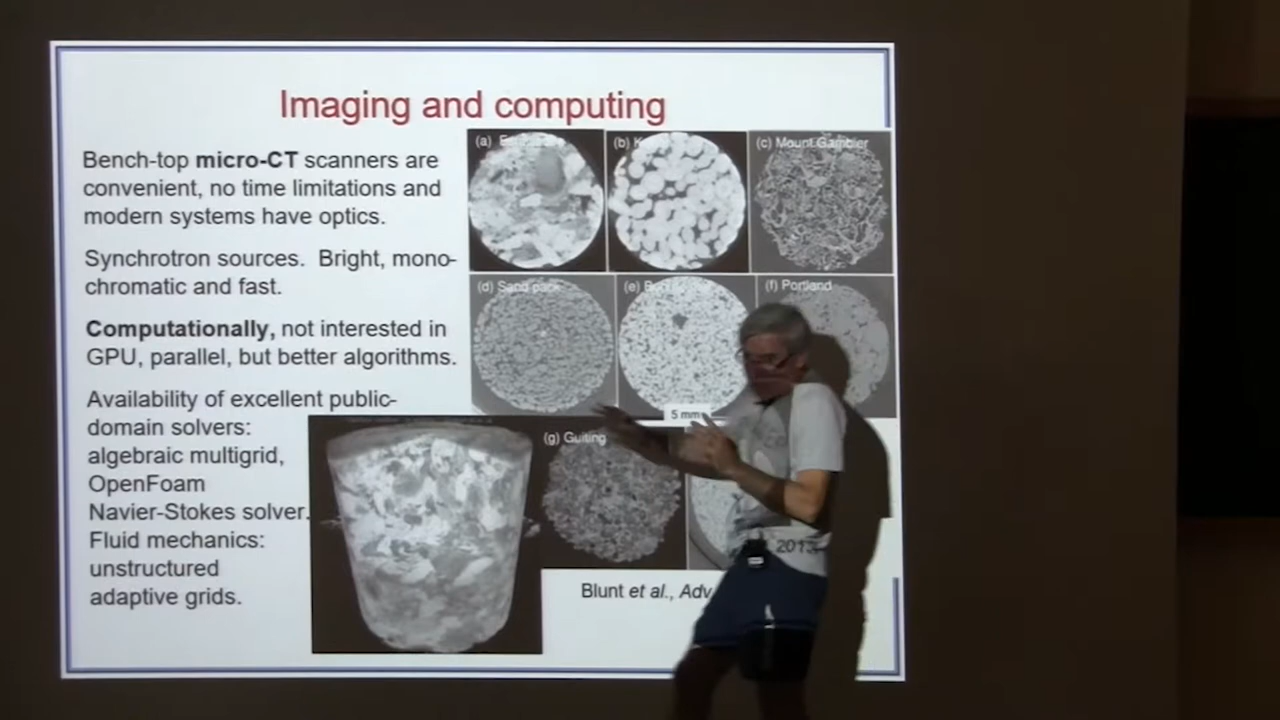 Imaging and computing
Bench-top micro-CT scanners are
convenient, no time limitations and
modern systems have optics.
Synchrotron sources. Bright, mono-
chromatic and fast.
Computationally, not interested in
GPU, parallel, but better algorithms.
Availability of excellent public-
domain solvers:
algebraic multigrid,
OpenFoam
Navier-Stokes solver.
Fluid mechanics:
unstructured
adaptive grids.
(a)
(b)
(c) Mount Gambier
(d) Sand pack
(e)
(f) Portland
5 mm
(g) Guiting
Blunt et al., Adv
2013